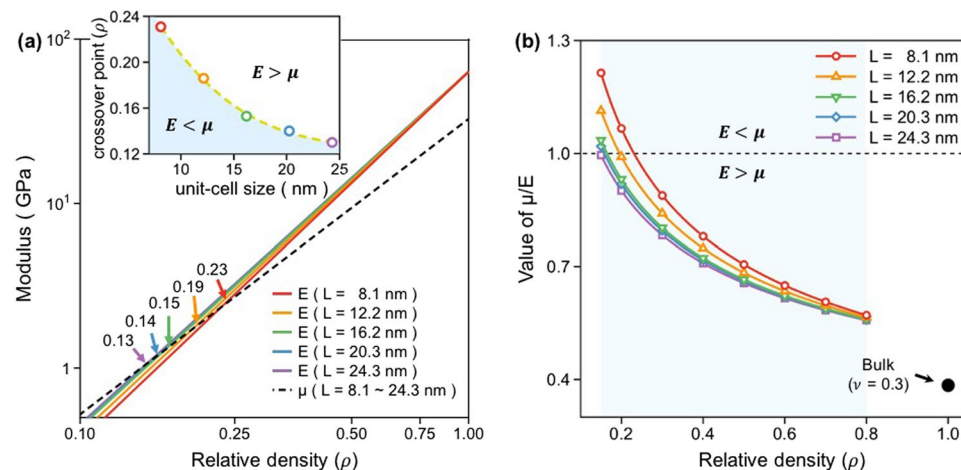 (a)
10²
10
1
Modulus ( GPa)
0.10
0.25
0.50
0.75
1.00
Relative density (ρ)
0.24
0.20
0.16
0.12
crossover point (ρ)
E > μ
E < μ
10
15
20
25
unit-cell size ( nm)
0.23
0.19
0.15
0.14
0.13
E ( L = 8.1 nm )
E ( L = 12.2 nm )
E ( L = 16.2 nm )
E ( L = 20.3 nm )
E ( L = 24.3 nm )
μ ( L = 8.1 ~ 24.3 nm )
(b)
1.3
1.0
0.7
0.4
Value of μ/E
L = 8.1 nm
L = 12.2 nm
L = 16.2 nm
L = 20.3 nm
L = 24.3 nm
E < μ
E > μ
Bulk
(ν = 0.3)
0.2
0.4
0.6
0.8
1.0
Relative density (ρ)